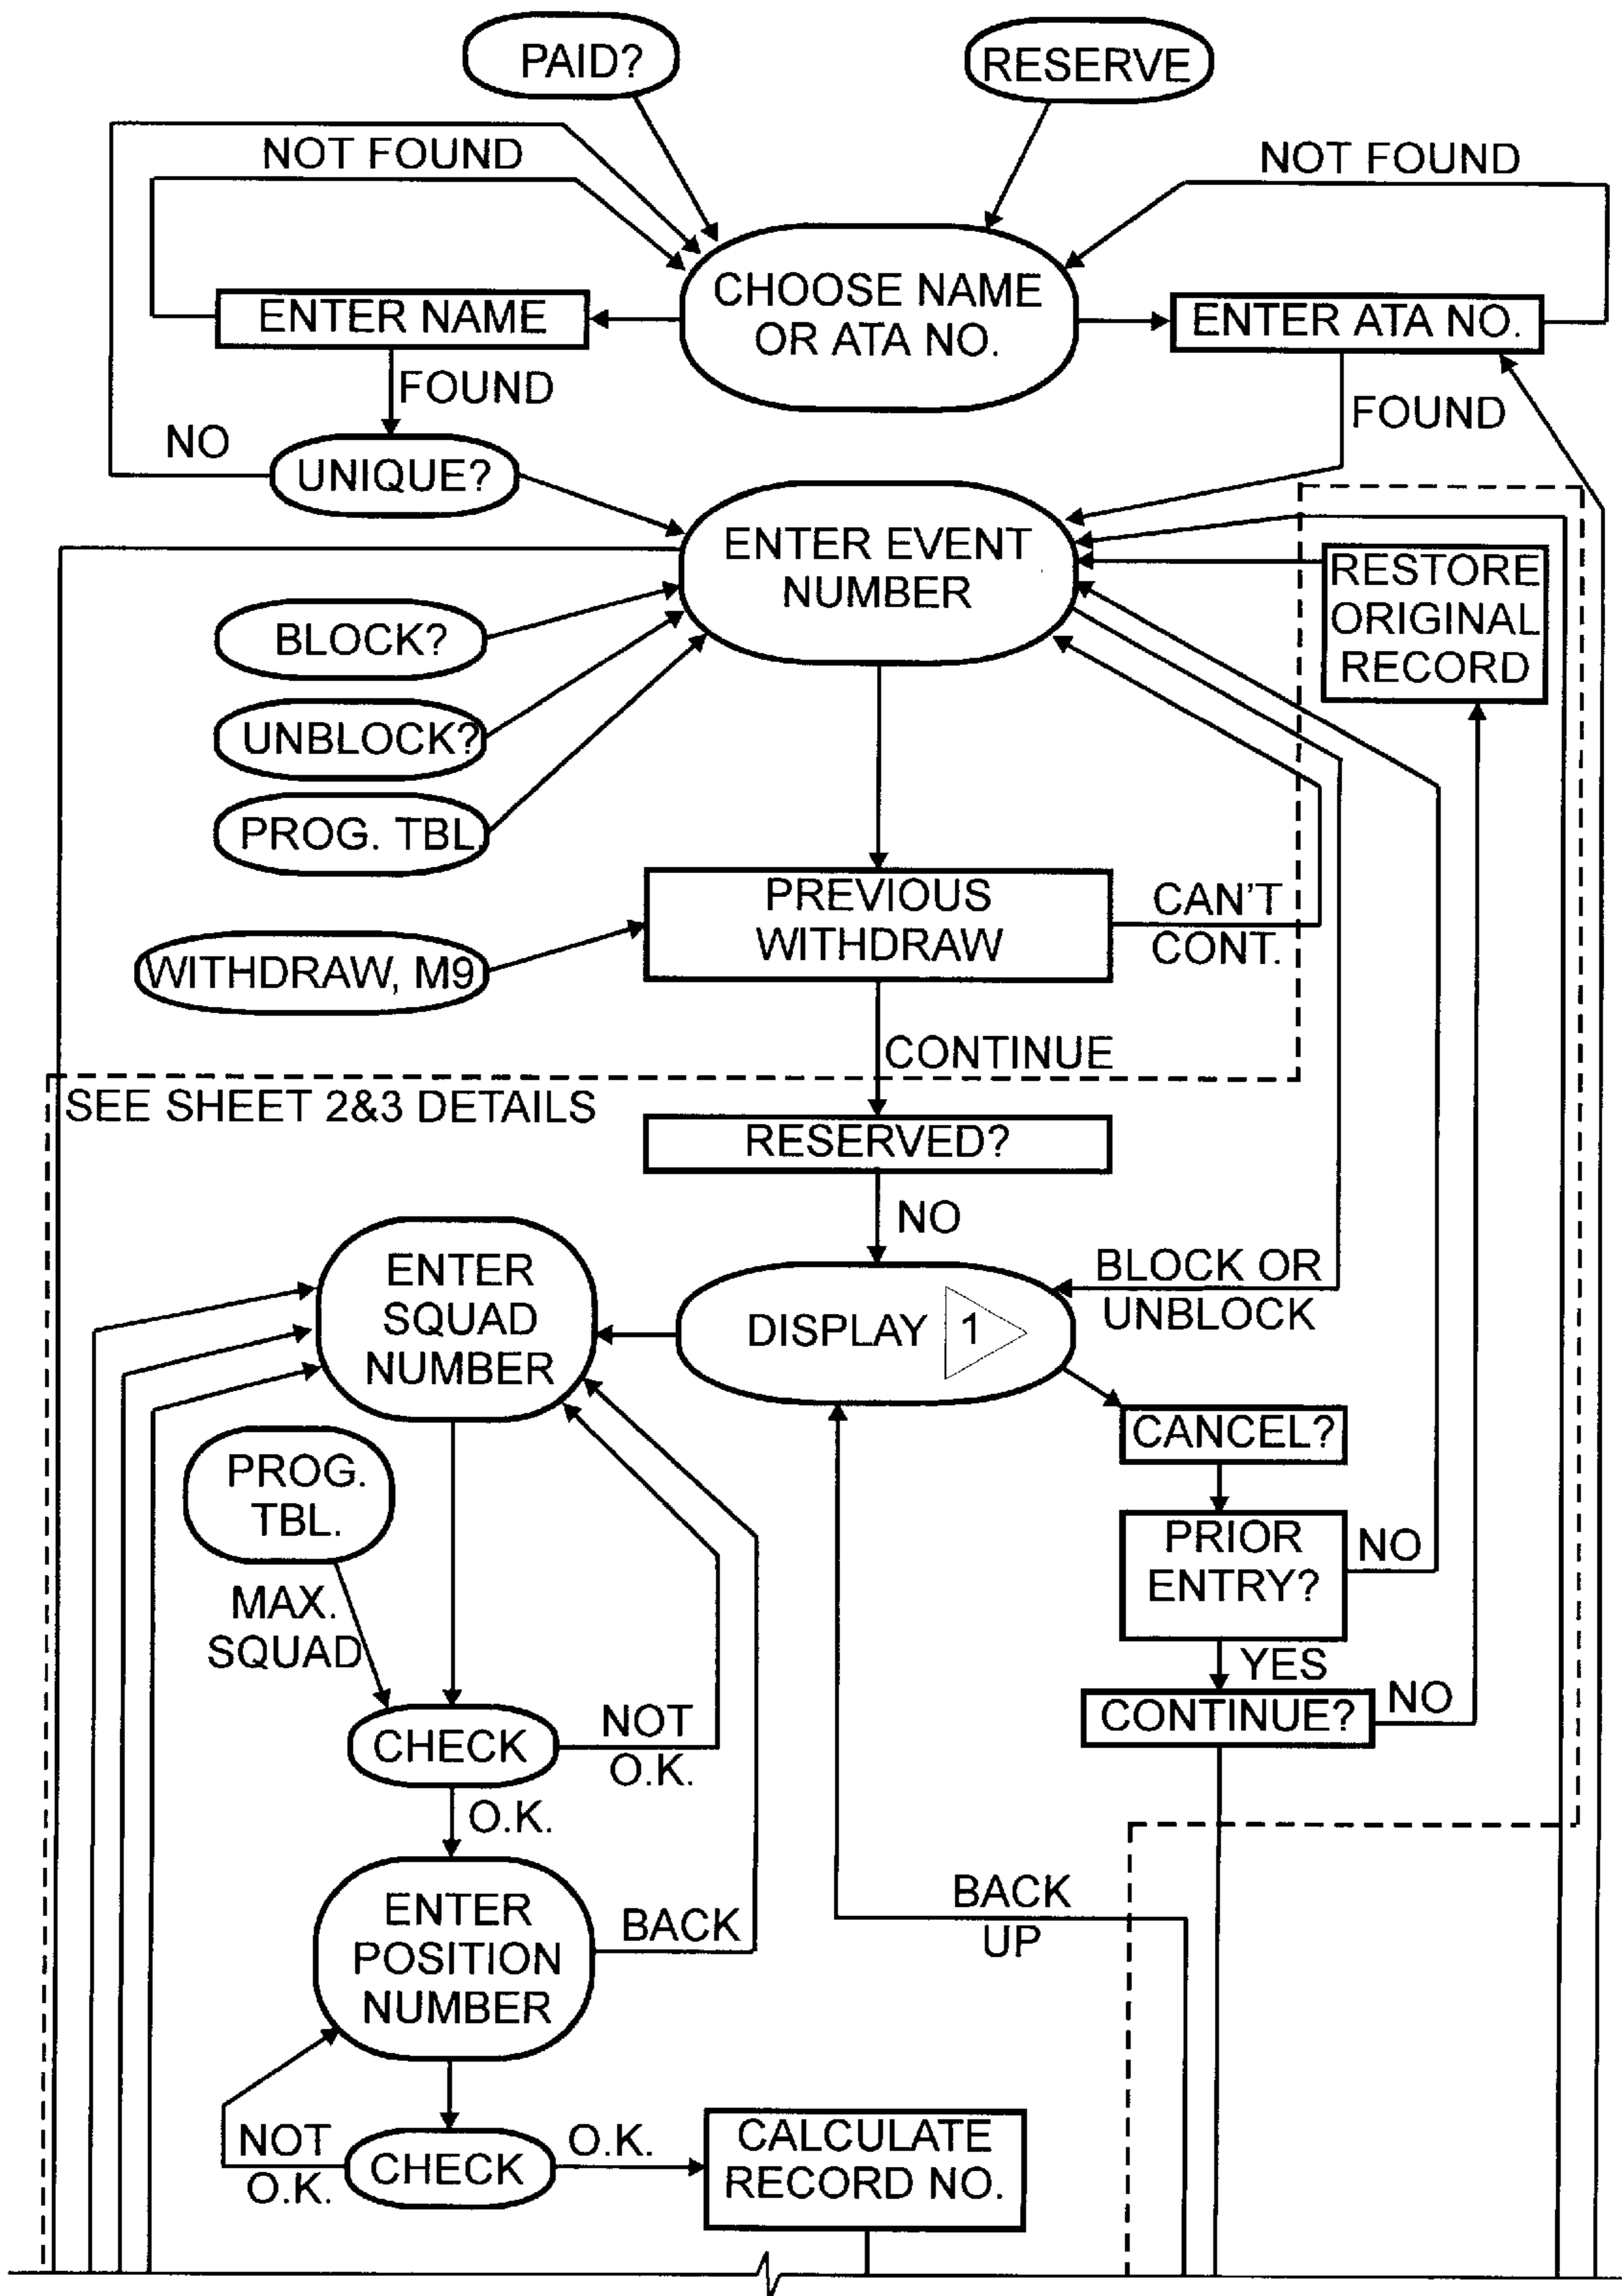 PAID?
RESERVE
NOT FOUND
NOT FOUND
CHOOSE NAME
OR ATA NO.
ENTER NAME
ENTER ATA NO.
FOUND
FOUND
NO
UNIQUE?
ENTER EVENT
NUMBER
RESTORE
ORIGINAL
RECORD
BLOCK?
UNBLOCK?
PROG. TBL.
PREVIOUS
WITHDRAW
CAN'T
CONT.
WITHDRAW, M9
CONTINUE
SEE SHEET 2&3 DETAILS
RESERVED?
NO
ENTER
SQUAD
NUMBER
DISPLAY 1
BLOCK OR
UNBLOCK
CANCEL?
PROG.
TBL.
PRIOR
ENTRY?
NO
MAX.
SQUAD
YES
CONTINUE?
NO
CHECK
NOT
O.K.
O.K.
ENTER
POSITION
NUMBER
BACK
BACK
UP
NOT
O.K.
CHECK
O.K.
CALCULATE
RECORD NO.